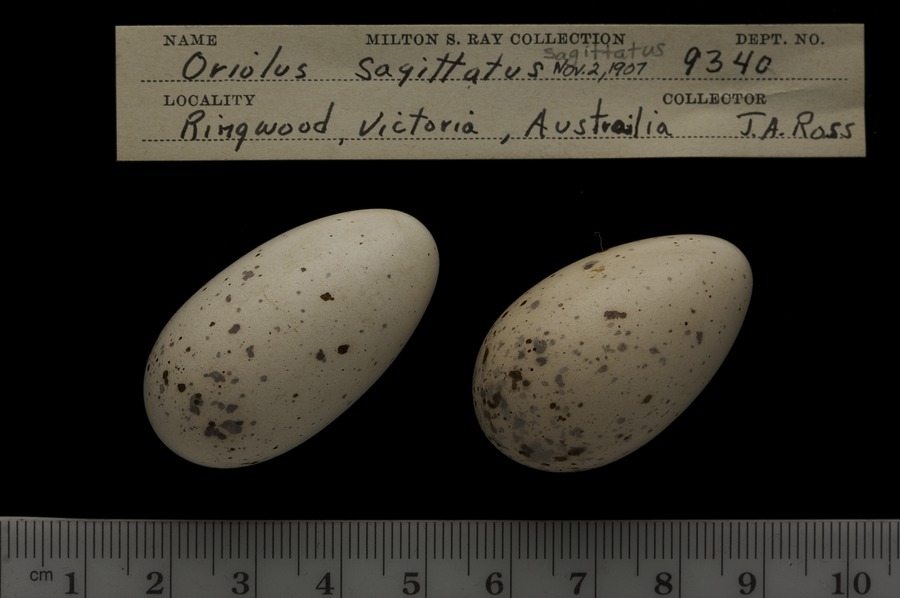 NAME MILTON S. RAY COLLECTION DEPT. NO.
sagittatus
Oriolus Sagittatus Nov. 2, 1907 9340
LOCALITY COLLECTOR
Ringwood, Victoria, Australia J.A. Ross
cm 1 2 3 4 5 6 7 8 9 10